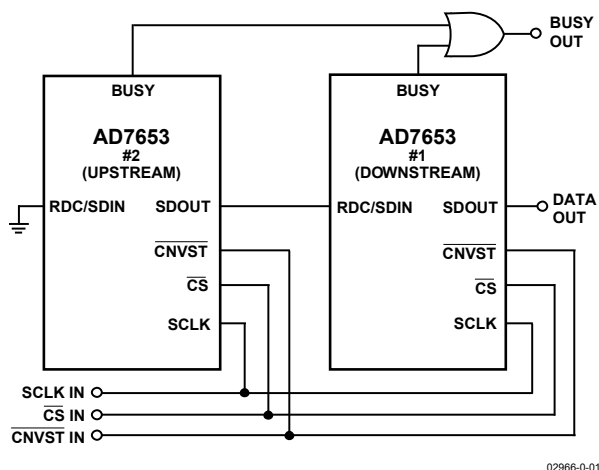 BUSY
OUT
BUSY
BUSY
AD7653
#2
(UPSTREAM)
AD7653
#1
(DOWNSTREAM)
RDC/SDIN
SDOUT
RDC/SDIN
SDOUT
DATA
OUT
CNVST
CNVST
CS
CS
SCLK
SCLK
SCLK IN
CS IN
CNVST IN
02966-0-01